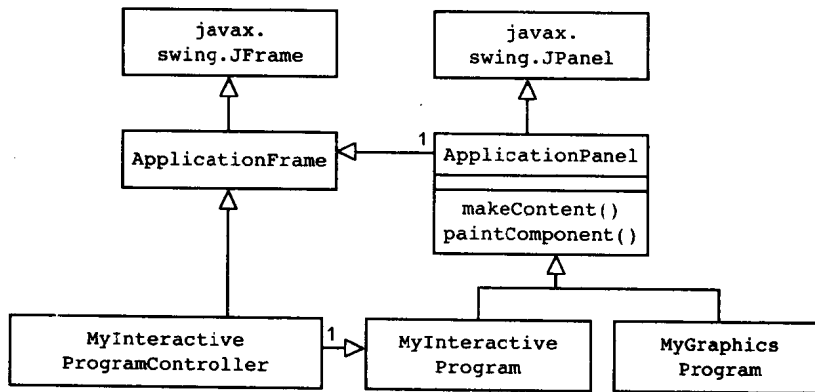 javax.
swing.JFrame
javax.
swing.JPanel
ApplicationFrame
1
ApplicationPanel
makeContent()
paintComponent()
MyInteractive
ProgramController
1
MyInteractive
Program
MyGraphics
Program